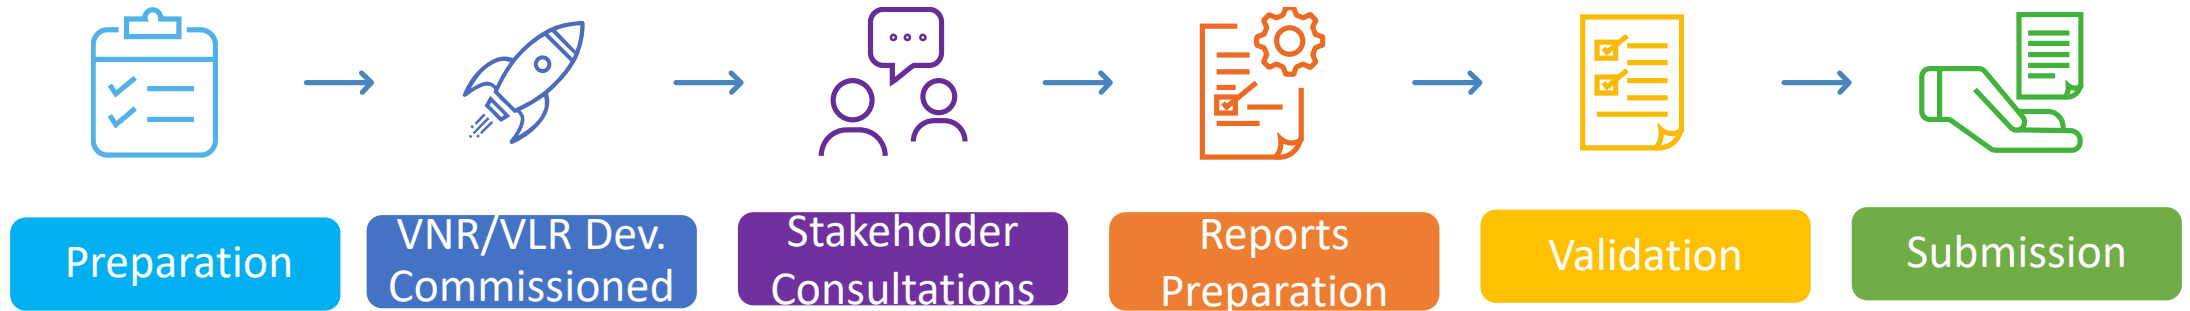 Preparation
VNR/VLR Dev.
Commissioned
Stakeholder
Consultations
Reports
Preparation
Validation
Submission